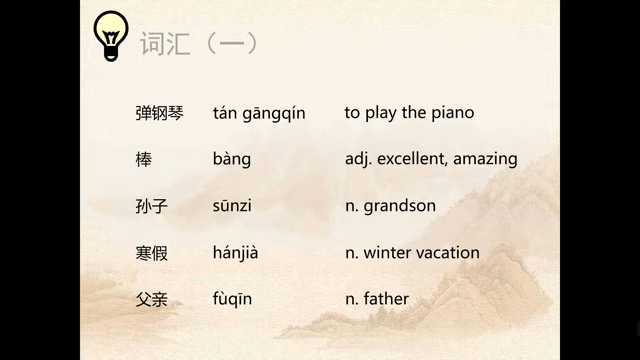 词汇（一）
弹钢琴 tán gāngqín to play the piano
棒 bàng adj. excellent, amazing
孙子 sūnzi n. grandson
寒假 hánjià n. winter vacation
父亲 fùqīn n. father